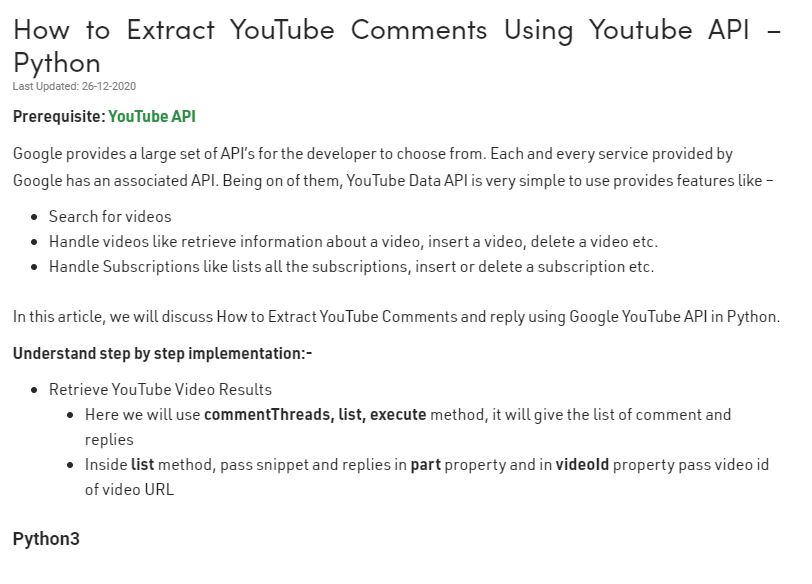 How to Extract YouTube Comments Using Youtube API –
Python
Last Updated: 26-12-2020
Prerequisite: YouTube API
Google provides a large set of API's for the developer to choose from. Each and every service provided by
Google has an associated API. Being on of them, YouTube Data API is very simple to use provides features like –
• Search for videos
• Handle videos like retrieve information about a video, insert a video, delete a video etc.
• Handle Subscriptions like lists all the subscriptions, insert or delete a subscription etc.
In this article, we will discuss How to Extract YouTube Comments and reply using Google YouTube API in Python.
Understand step by step implementation:-
• Retrieve YouTube Video Results
• Here we will use commentThreads, list, execute method, it will give the list of comment and
replies
• Inside list method, pass snippet and replies in part property and in videoId property pass video id
of video URL
Python3